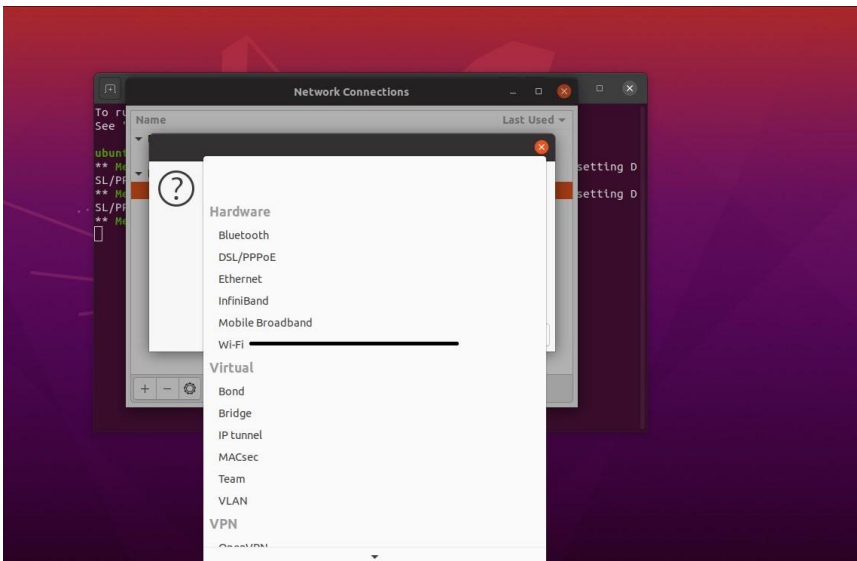 Network Connections
To ru
See
Name
Last Used
ubunt
** Me
setting D
SL/PP
** Me
setting D
SL/PP
** Me
Hardware
Bluetooth
DSL/PPPoE
Ethernet
InfiniBand
Mobile Broadband
Wi-Fi
Virtual
Bond
Bridge
IP tunnel
MACsec
Team
VLAN
VPN
OpenVPN